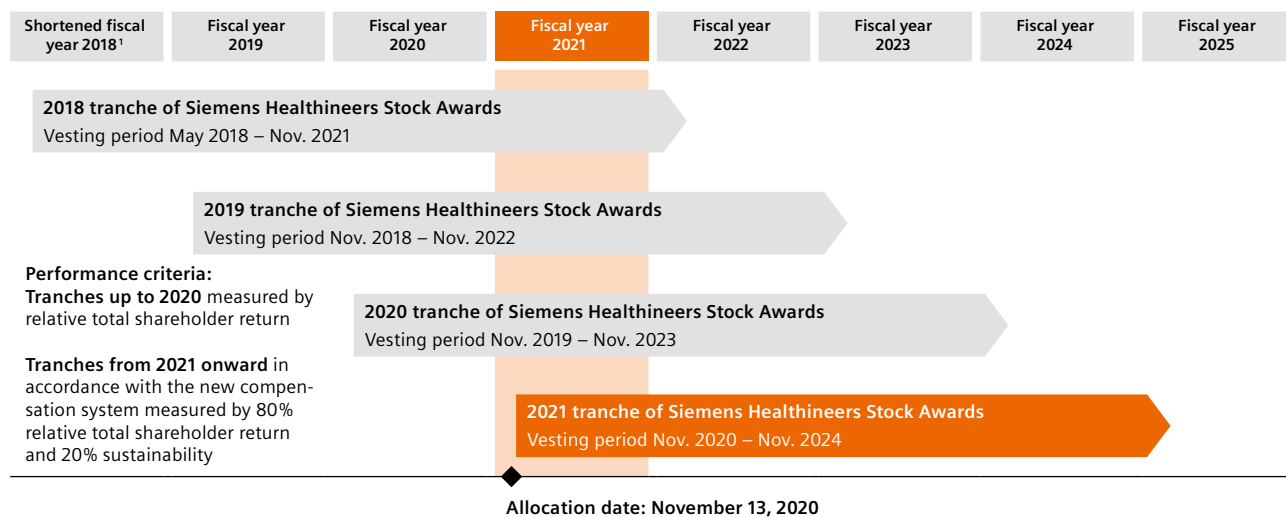 Shortened fiscal
year 2018¹
Fiscal year
2019
Fiscal year
2020
Fiscal year
2021
Fiscal year
2022
Fiscal year
2023
Fiscal year
2024
Fiscal year
2025
2018 tranche of Siemens Healthineers Stock Awards
Vesting period May 2018 – Nov. 2021
2019 tranche of Siemens Healthineers Stock Awards
Vesting period Nov. 2018 – Nov. 2022
Performance criteria:
Tranches up to 2020 measured by
relative total shareholder return
2020 tranche of Siemens Healthineers Stock Awards
Vesting period Nov. 2019 – Nov. 2023
Tranches from 2021 onward in
accordance with the new compen-
sation system measured by 80%
relative total shareholder return
and 20% sustainability
2021 tranche of Siemens Healthineers Stock Awards
Vesting period Nov. 2020 – Nov. 2024
Allocation date: November 13, 2020